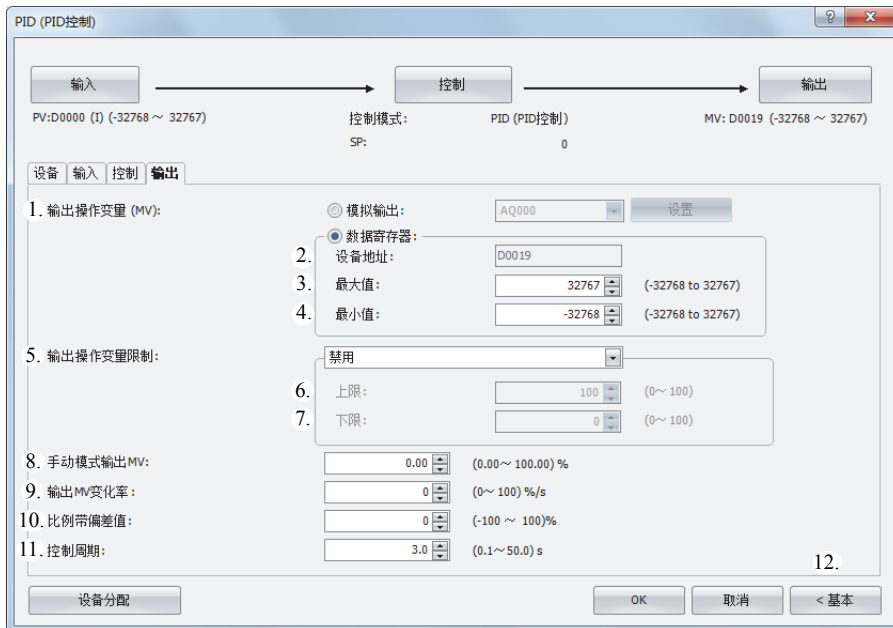 PID (PID控制)
输入 控制 输出
PV:D0000 (I) (-32768 ～ 32767) 控制模式: PID (PID控制) MV: D0019 (-32768 ～ 32767)
SP: 0
设备 输入 控制 输出
1. 输出操作变量 (MV): 模拟输出: AQ000 设置
数据寄存器:
2. 设备地址: D0019
3. 最大值: 32767 (-32768 to 32767)
4. 最小值: -32768 (-32768 to 32767)
5. 输出操作变量限制: 禁用
6. 上限: 100 (0～ 100)
7. 下限: 0 (0～ 100)
8. 手动模式输出MV: 0.00 (0.00～ 100.00) %
9. 输出MV变化率: 0 (0～ 100) %/s
10. 比例带偏差值: 0 (-100 ～ 100)%
11. 控制周期: 3.0 (0.1～50.0) s
12.
设备分配 OK 取消 < 基本